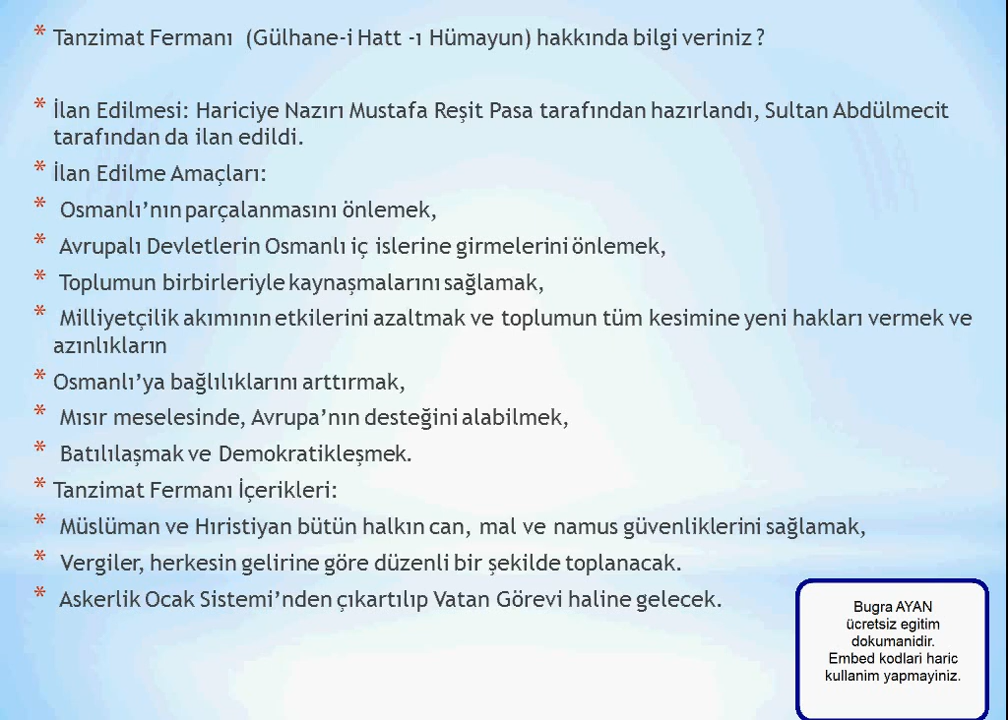 * Tanzimat Fermanı (Gülhane-i Hatt -ı Hümayun) hakkında bilgi veriniz ?
* İlan Edilmesi: Hariciye Nazırı Mustafa Reşit Pasa tarafından hazırlandı, Sultan Abdülmecit
tarafından da ilan edildi.
* İlan Edilme Amaçları:
* Osmanlı’nın parçalanmasını önlemek,
* Avrupalı Devletlerin Osmanlı iç islerine girmelerini önlemek,
* Toplumun birbirleriyle kaynaşmalarını sağlamak,
* Milliyetçilik akımının etkilerini azaltmak ve toplumun tüm kesimine yeni hakları vermek ve
azınlıkların
* Osmanlı’ya bağlılıklarını arttırmak,
* Mısır meselesinde, Avrupa’nın desteğini alabilmek,
* Batılılaşmak ve Demokratikleşmek.
* Tanzimat Fermanı İçerikleri:
* Müslüman ve Hıristiyan bütün halkın can, mal ve namus güvenliklerini sağlamak,
* Vergiler, herkesin gelirine göre düzenli bir şekilde toplanacak.
* Askerlik Ocak Sistemi’nden çıkartılıp Vatan Görevi haline gelecek.
Bugra AYAN
ücretsiz egitim
dokumanidir.
Embed kodlari haric
kullanim yapmayiniz.